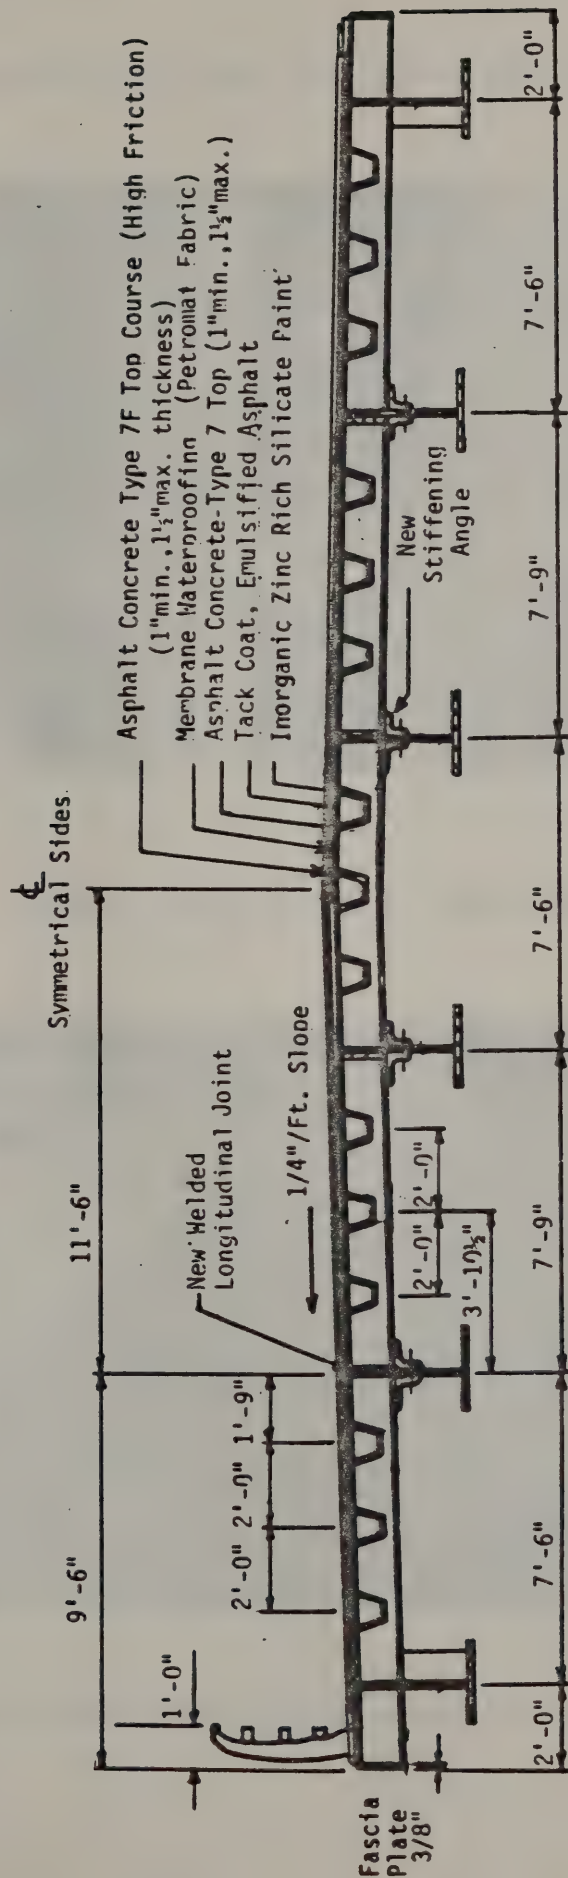 ℄
Symmetrical Sides
9'-6"
11'-6"
1'-0"
2'-0"
2'-0"
1'-9"
New Welded
Longitudinal Joint
1/4"/Ft. Slope
Asphalt Concrete Type 7F Top Course (High Friction)
(1"min.,1½"max. thickness)
Membrane Waterproofing (Petromat Fabric)
Asphalt Concrete-Type 7 Top (1"min.,1½"max.)
Tack Coat, Emulsified Asphalt
Inorganic Zinc Rich Silicate Paint
Fascia
Plate
3/8"
2'-0"
2'-0"
3'-10½"
New
Stiffening
Angle
2'-0"
7'-6"
7'-9"
7'-6"
7'-9"
7'-6"
2'-0"